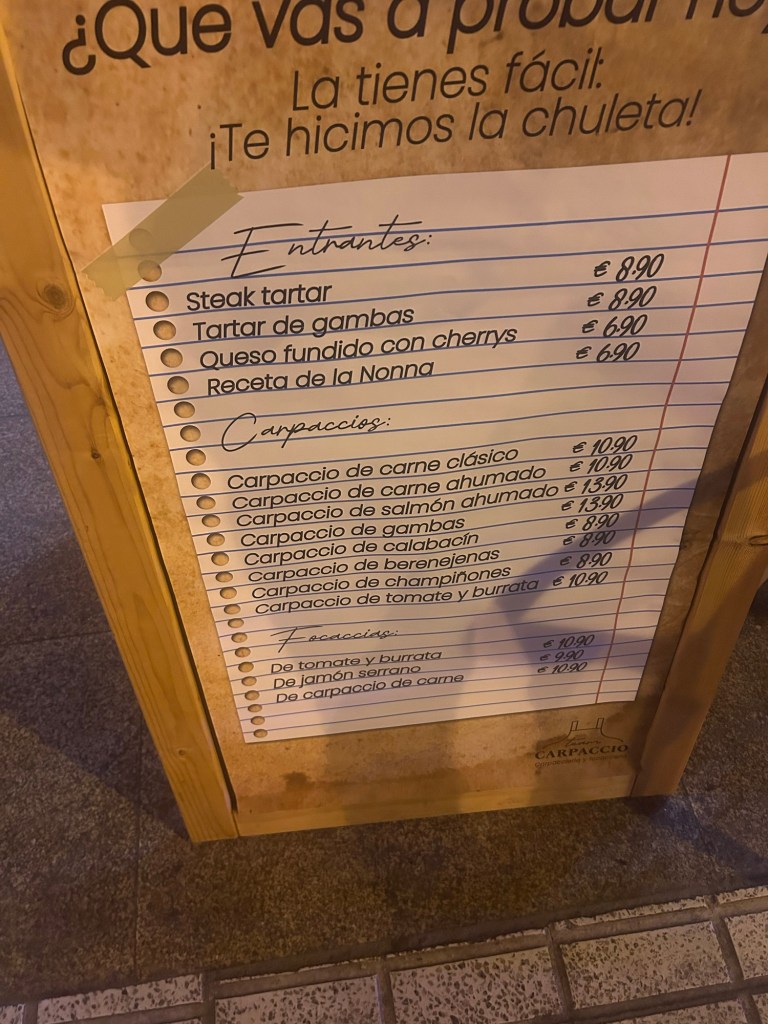 ¿Que vas a probar
La tienes fácil:
¡Te hicimos la chuleta!
Entrantes:
Steak tartar € 8.90
Tartar de gambas € 8.90
Queso fundido con cherrys € 6.90
Receta de la Nonna € 6.90
Carpaccios:
Carpaccio de carne clásico € 10.90
Carpaccio de carne ahumado € 10.90
Carpaccio de salmón ahumado € 13.90
Carpaccio de gambas € 13.90
Carpaccio de calabacín € 8.90
Carpaccio de berenejenas € 8.90
Carpaccio de champiñones € 8.90
Carpaccio de tomate y burrata € 10.90
Focaccias:
De tomate y burrata € 10.90
De jamón serrano € 9.90
De carpaccio de carne € 10.90
CARPACCIO